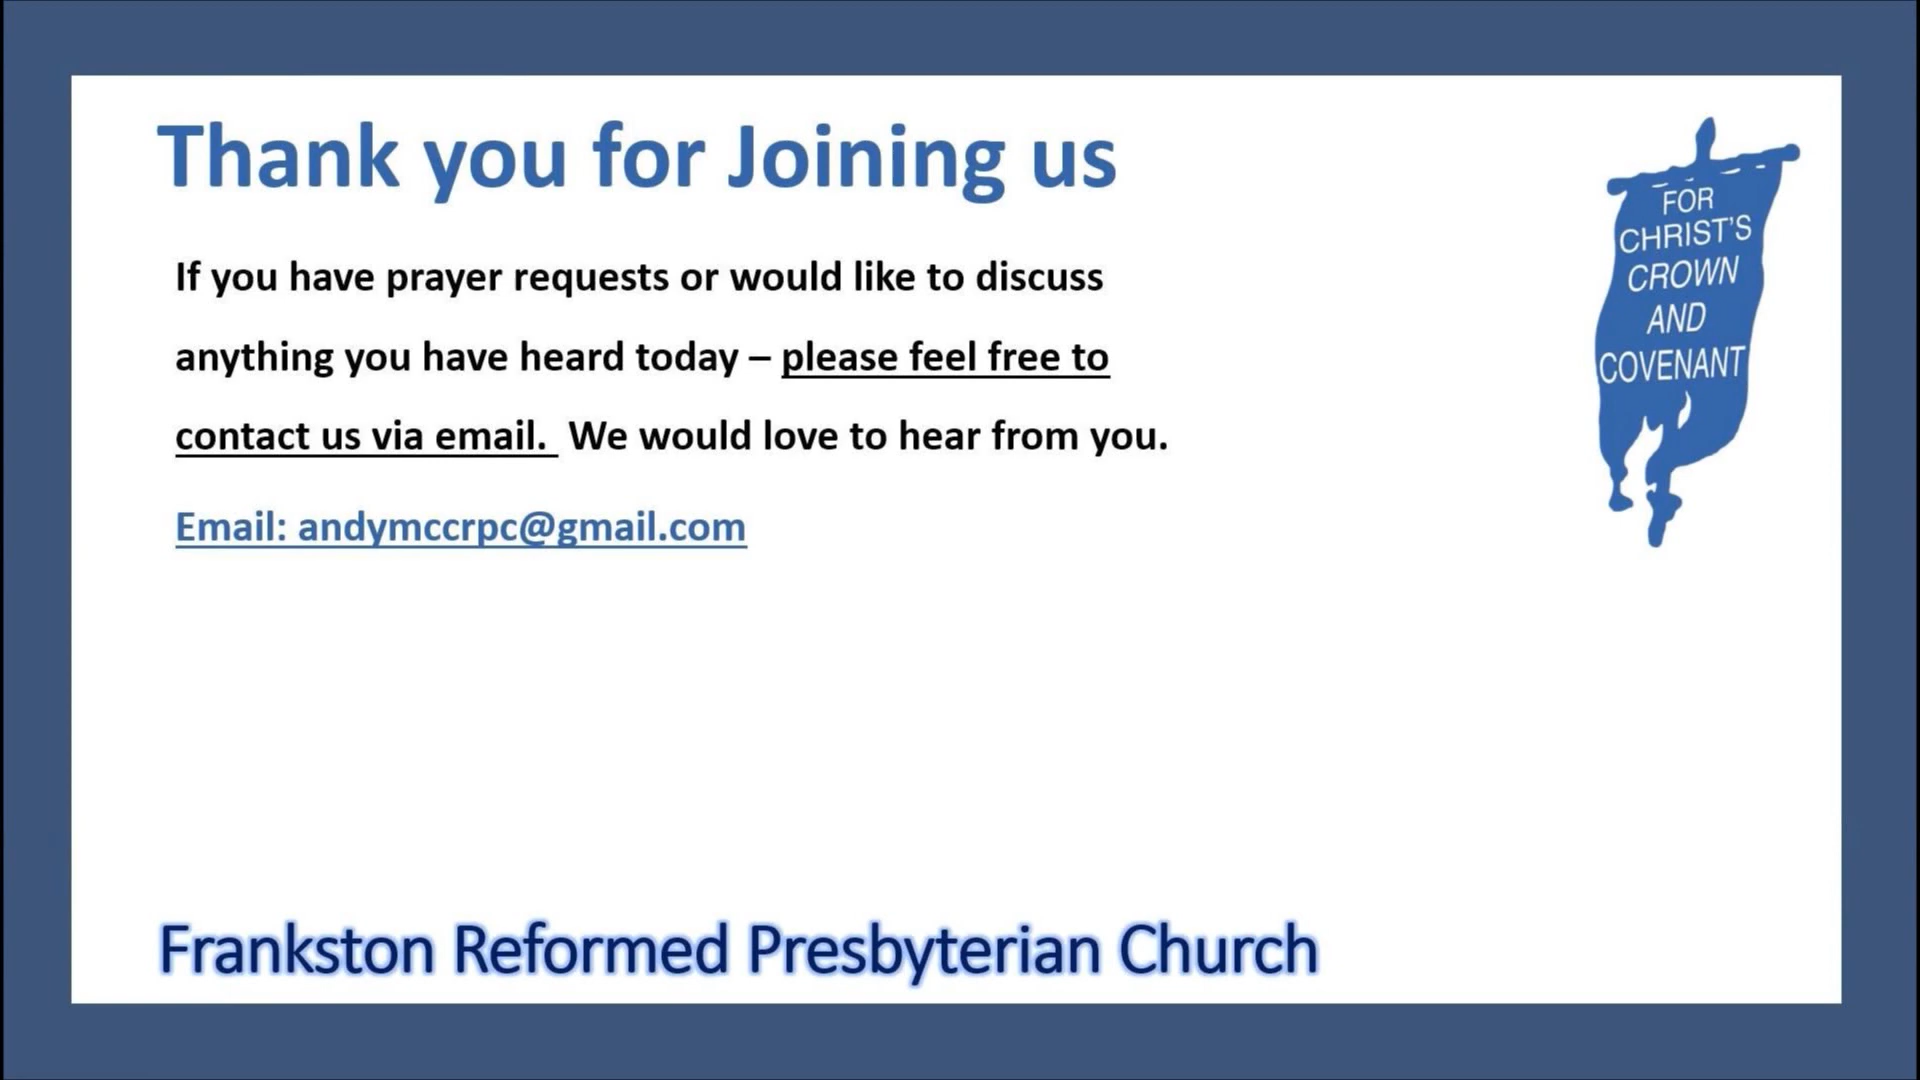 Thank you for Joining us
FOR
CHRIST'S
CROWN
AND
COVENANT
If you have prayer requests or would like to discuss
anything you have heard today – please feel free to
contact us via email.  We would love to hear from you.
Email: andymccrpc@gmail.com
Frankston Reformed Presbyterian Church